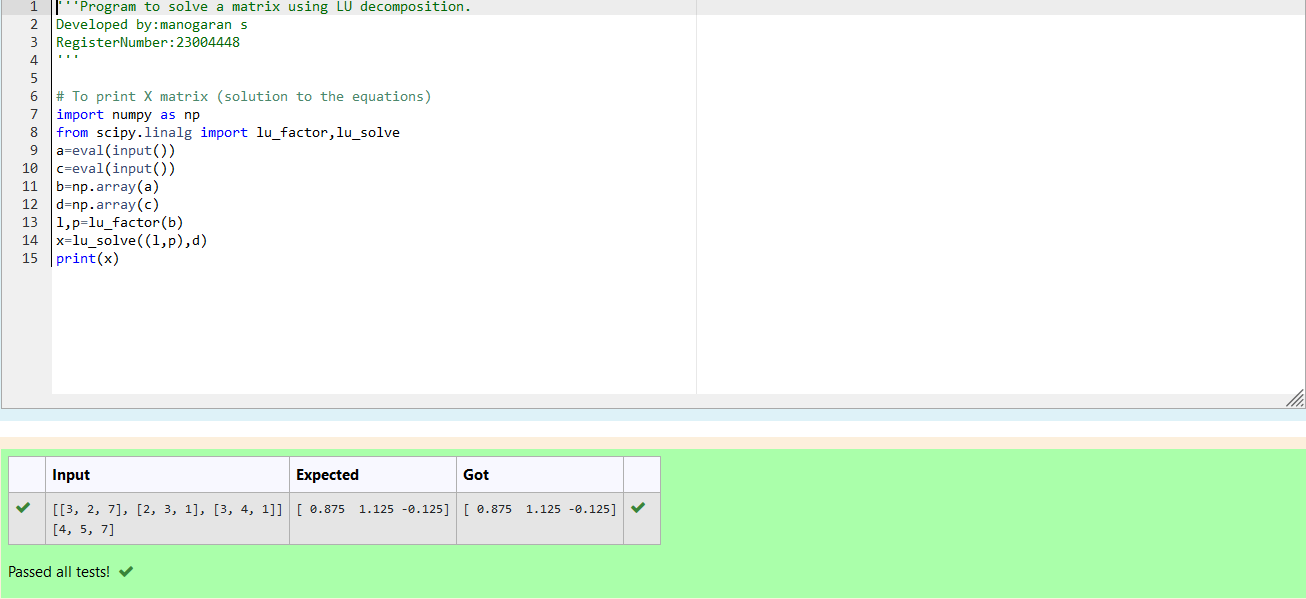 1 '''Program to solve a matrix using LU decomposition.
2 Developed by:manogaran s
3 RegisterNumber:23004448
4 '''
5
6 # To print X matrix (solution to the equations)
7 import numpy as np
8 from scipy.linalg import lu_factor,lu_solve
9 a=eval(input())
10 c=eval(input())
11 b=np.array(a)
12 d=np.array(c)
13 l,p=lu_factor(b)
14 x=lu_solve((l,p),d)
15 print(x)
Input Expected Got
[[3, 2, 7], [2, 3, 1], [3, 4, 1]] [ 0.875  1.125 -0.125] [ 0.875  1.125 -0.125]
[4, 5, 7]
Passed all tests!